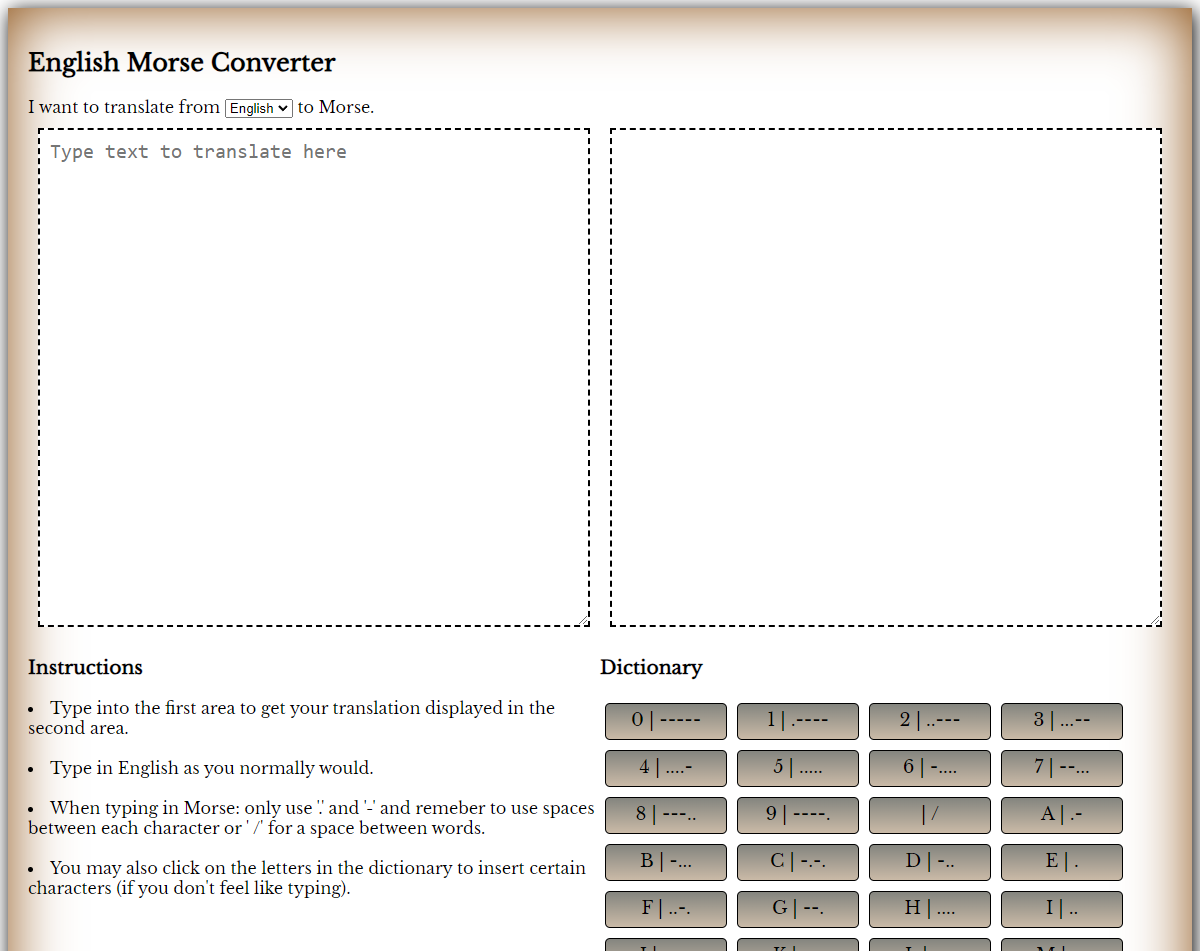 English Morse Converter
I want to translate from English to Morse.
Type text to translate here
Instructions
Type into the first area to get your translation displayed in the
second area.
Type in English as you normally would.
When typing in Morse: only use '.' and '-' and remeber to use spaces
between each character or ' /' for a space between words.
You may also click on the letters in the dictionary to insert certain
characters (if you don't feel like typing).
Dictionary
0 | ----- 1 | .---- 2 | ..--- 3 | ...--
4 | ....- 5 | ..... 6 | -.... 7 | --...
8 | ---.. 9 | ----. | / A | .-
B | -... C | -.-. D | -.. E | .
F | ..-. G | --. H | .... I | ..